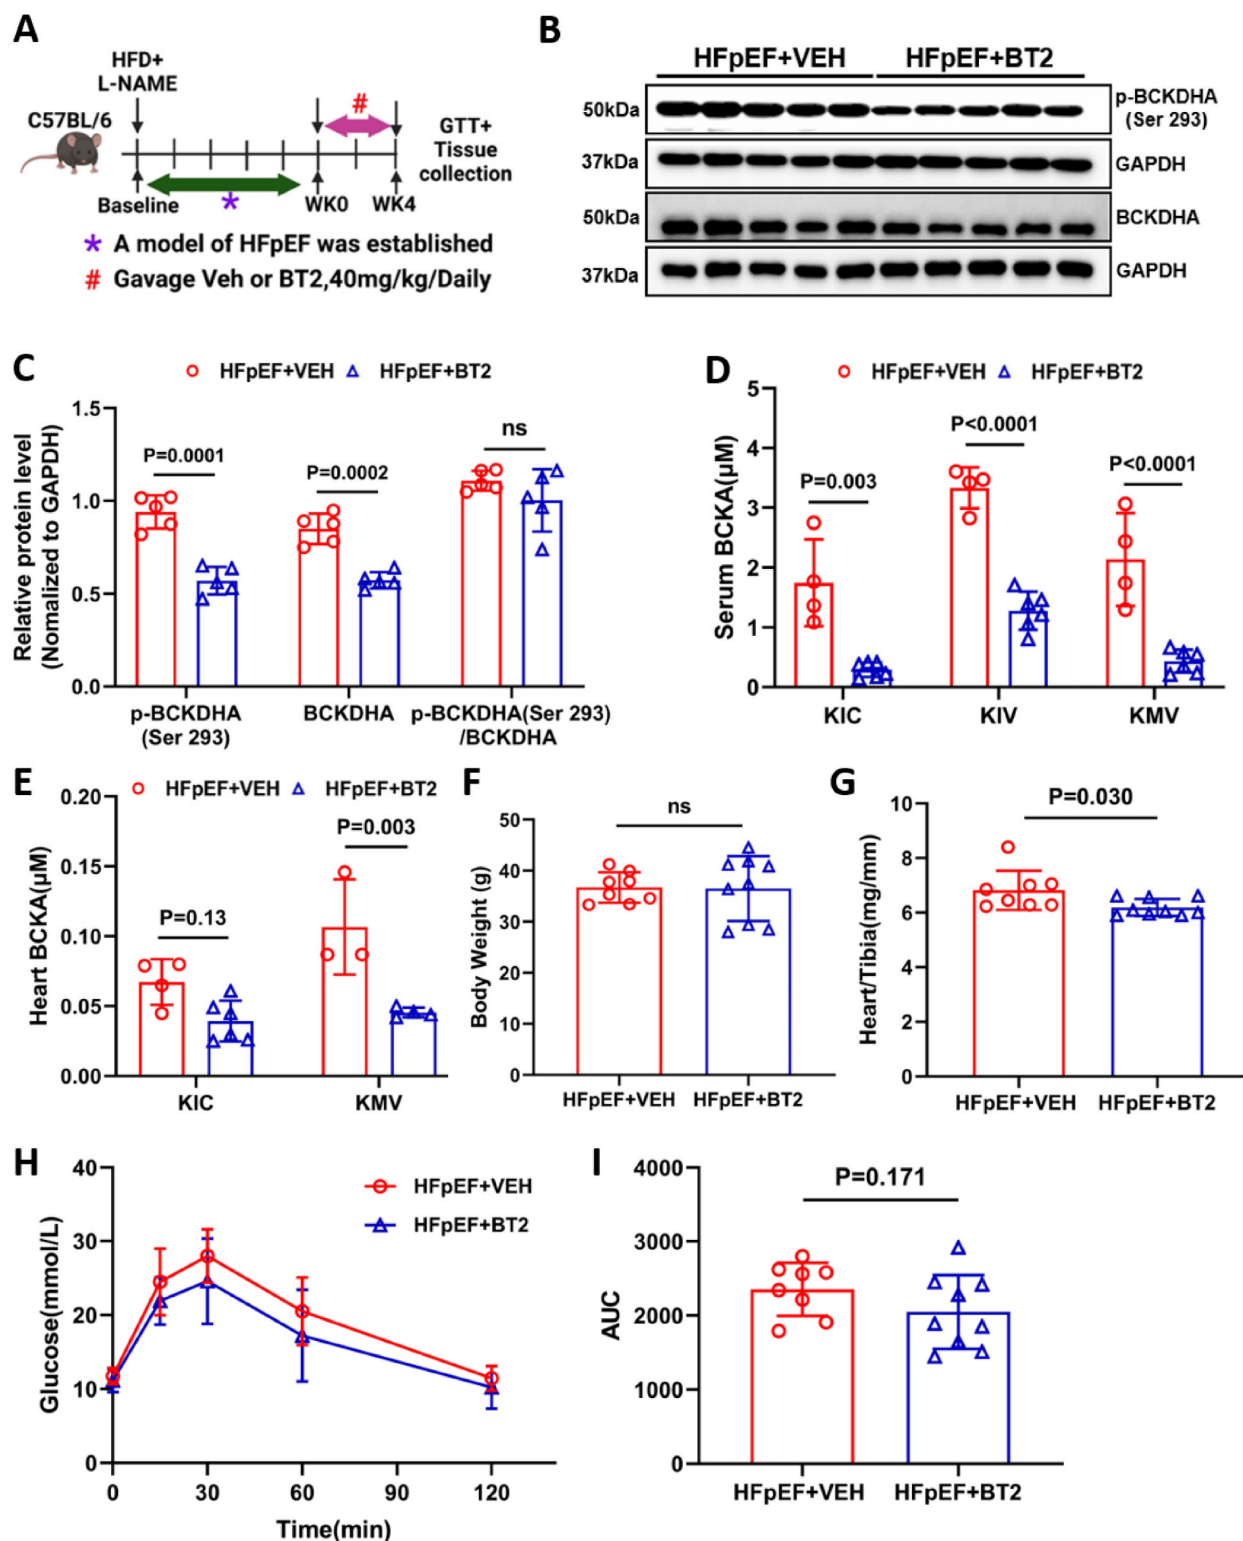 A
HFD+
L-NAME
C57BL/6
#
GTT+
Tissue
collection
Baseline
*
WK0
WK4
* A model of HFpEF was established
# Gavage Veh or BT2,40mg/kg/Daily
B
HFpEF+VEH
HFpEF+BT2
50kDa
p-BCKDHA
(Ser 293)
37kDa
GAPDH
50kDa
BCKDHA
37kDa
GAPDH
C
HFpEF+VEH
HFpEF+BT2
Relative protein level
(Nomalized to GAPDH)
1.5
1.0
0.5
0.0
P=0.0001
P=0.0002
ns
p-BCKDHA
(Ser 293)
BCKDHA
p-BCKDHA(Ser 293)
/BCKDHA
D
HFpEF+VEH
HFpEF+BT2
Serum BCKA(μM)
5
4
3
2
1
0
P=0.003
P<0.0001
P<0.0001
KIC
KIV
KMV
E
HFpEF+VEH
HFpEF+BT2
Heart BCKA(μM)
0.20
0.15
0.10
0.05
0.00
P=0.13
P=0.003
KIC
KMV
F
Body Weight (g)
50
40
30
20
10
0
ns
HFpEF+VEH
HFpEF+BT2
G
Heart/Tibia(mg/mm)
10
8
6
4
2
0
P=0.030
HFpEF+VEH
HFpEF+BT2
H
Glucose(mmol/L)
40
30
20
10
0
HFpEF+VEH
HFpEF+BT2
0
30
60
90
120
Time(min)
I
AUC
4000
3000
2000
1000
0
P=0.171
HFpEF+VEH
HFpEF+BT2